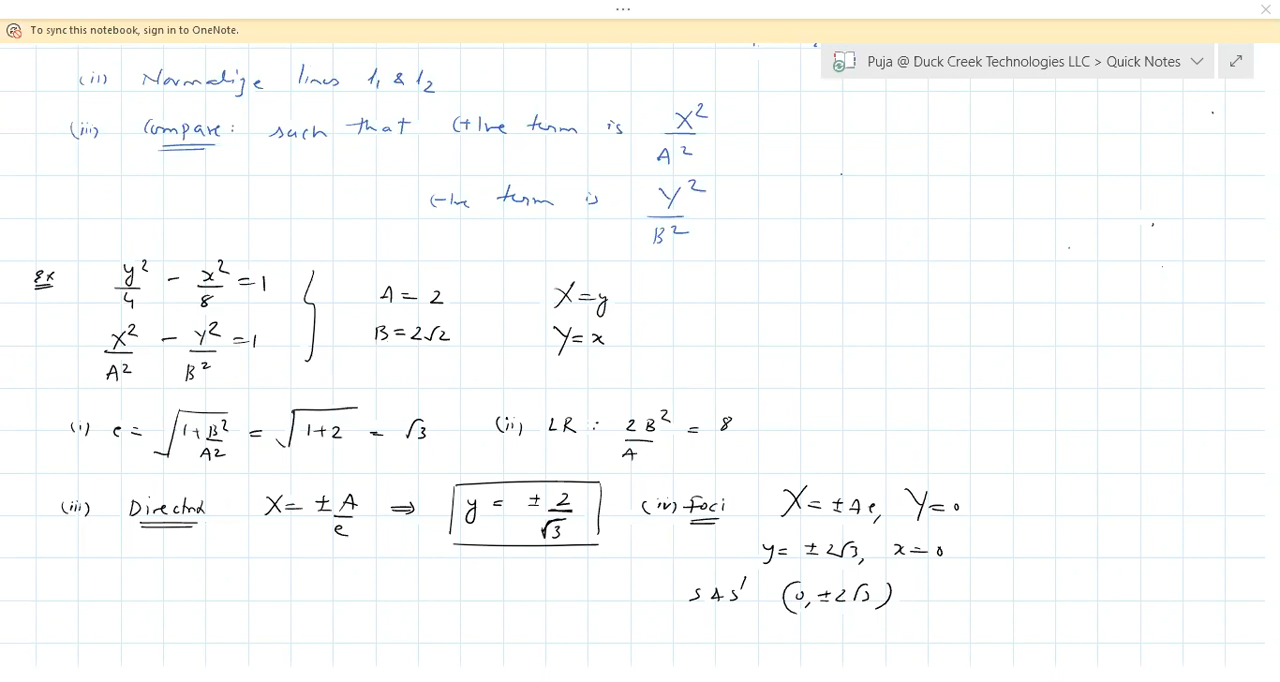 To sync this notebook, sign in to OneNote.
Puja @ Duck Creek Technologies LLC > Quick Notes
(ii) Normalize lines l₁ & l₂
(iii) Compare: such that (+)ve term is X²/A²
(-)ve term is Y²/B²
Ex y²/4 - x²/8 = 1
A = 2 X = y
X²/A² - Y²/B² = 1
B = 2√2 Y = x
(i) e = √(1+B²/A²) = √(1+2) = √3 (ii) LR : 2B²/A = 8
(iii) X = ± A/e ⇒ y = ± 2/√3 (iv) Foci X = ±Ae, Y = 0
y = ± 2√3, x = 0
S & S' (0, ±2√3)